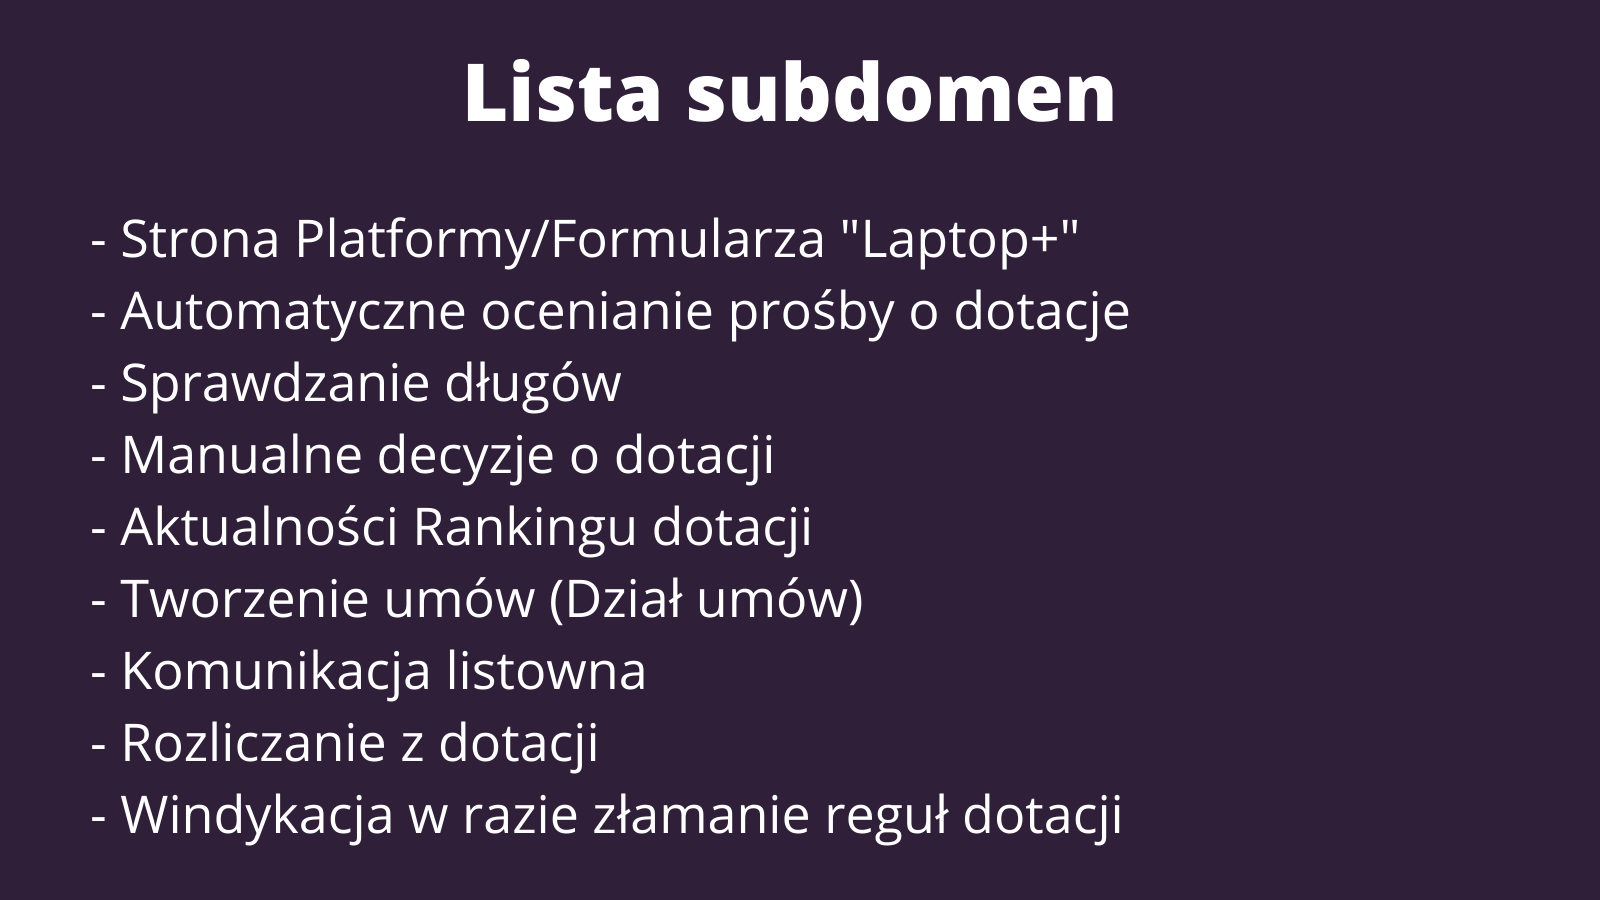 Lista subdomen
- Strona Platformy/Formularza "Laptop+"
- Automatyczne ocenianie prośby o dotacje
- Sprawdzanie długów
- Manualne decyzje o dotacji
- Aktualności Rankingu dotacji
- Tworzenie umów (Dział umów)
- Komunikacja listowna
- Rozliczanie z dotacji
- Windykacja w razie złamanie reguł dotacji